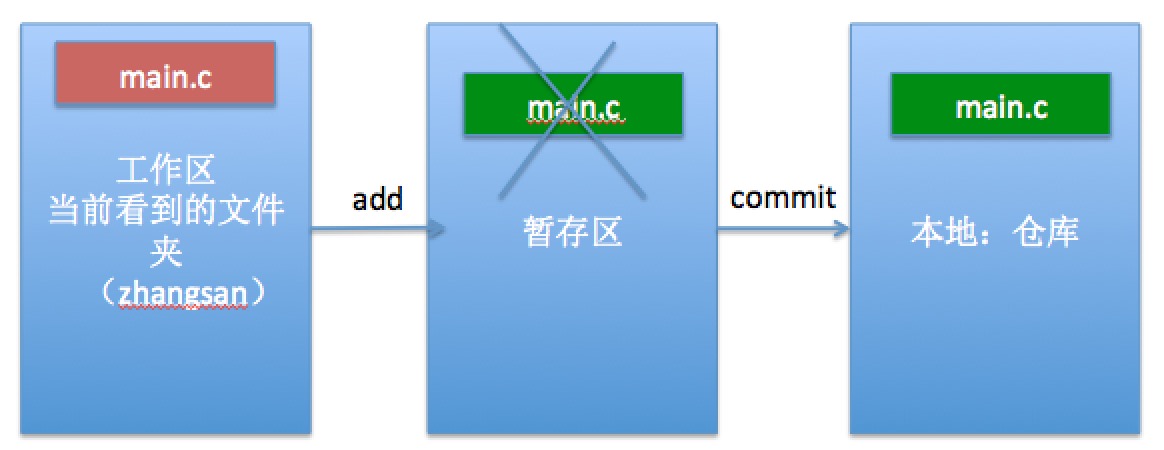 main.c
工作区
当前看到的文件
夹
（zhangsan）
add
main.c
暂存区
commit
main.c
本地：仓库